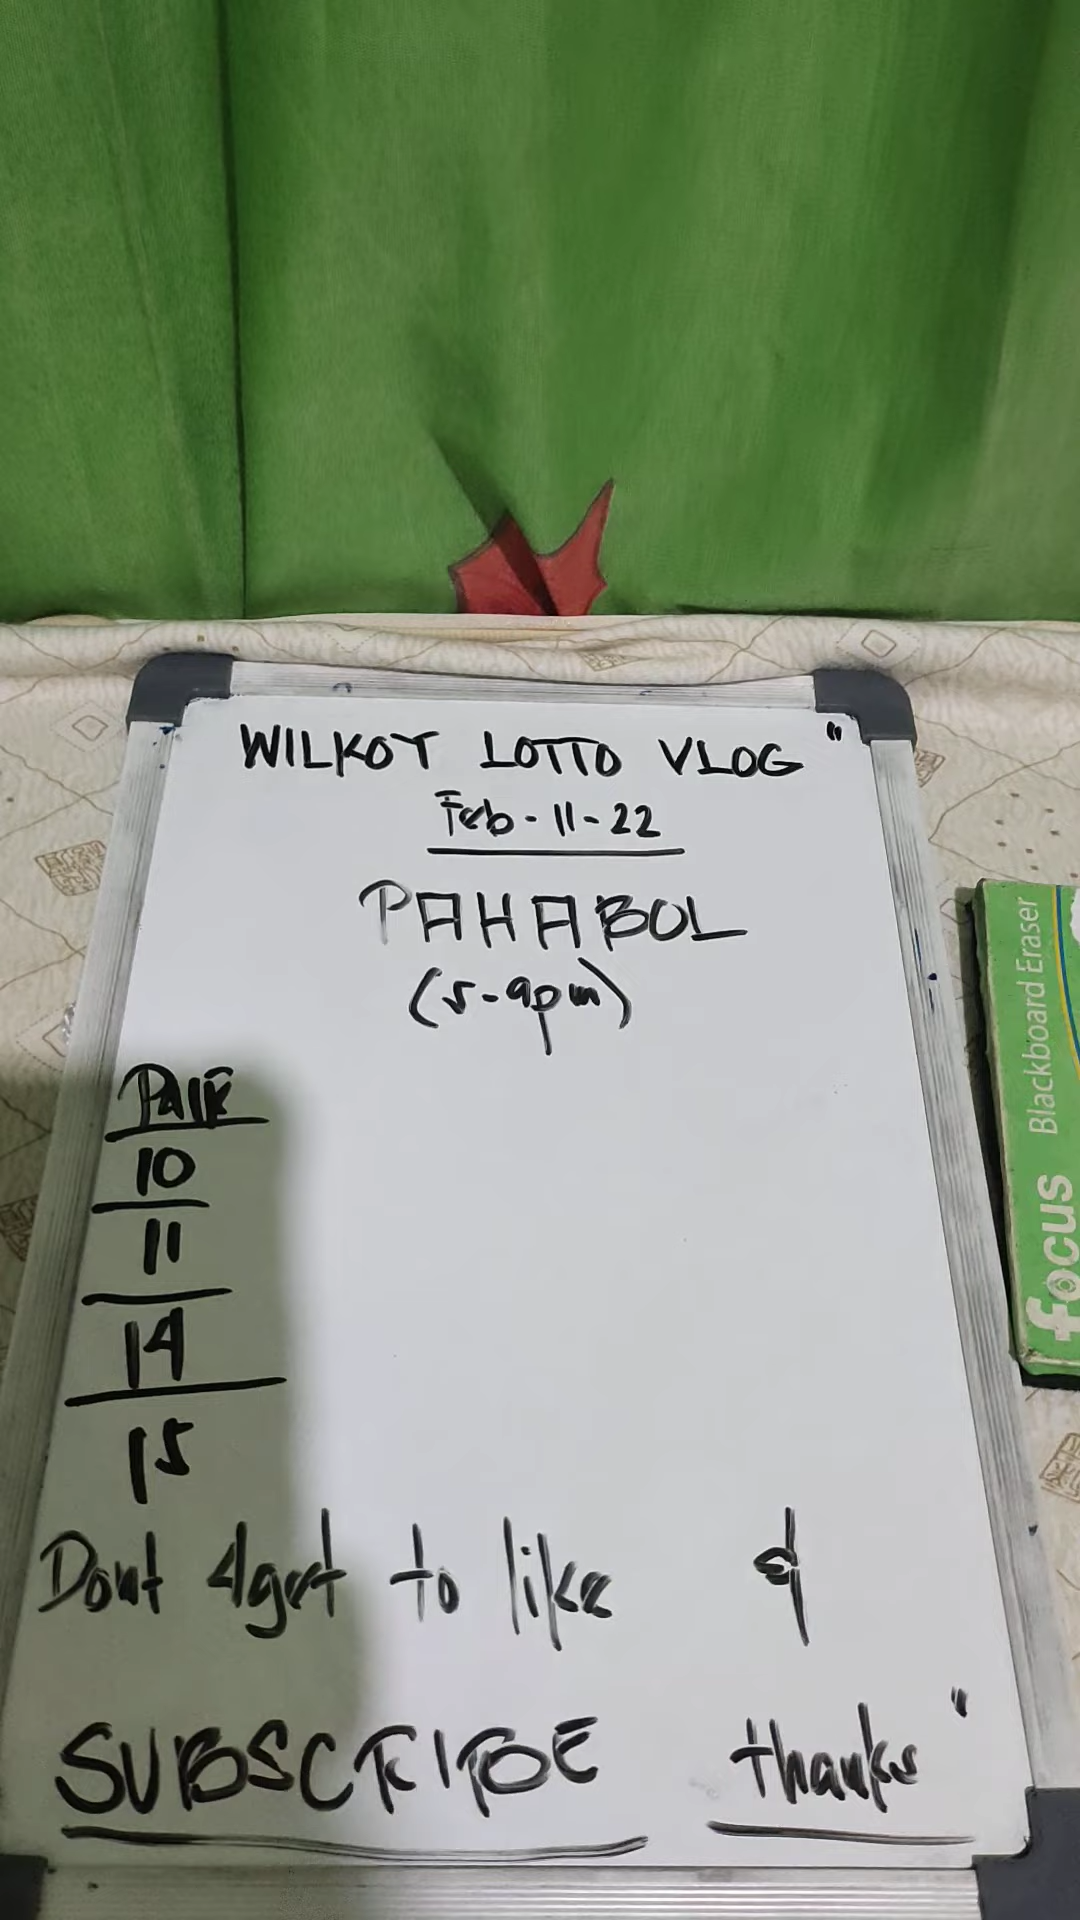 WILKOY LOTTO VLOG "
Feb-11-22
PAHABOL
(5-9pm)
PAIR
10
11
14
15
Dont 4get to like &
SUBSCRIBE thanks "
focus Blackboard Eraser